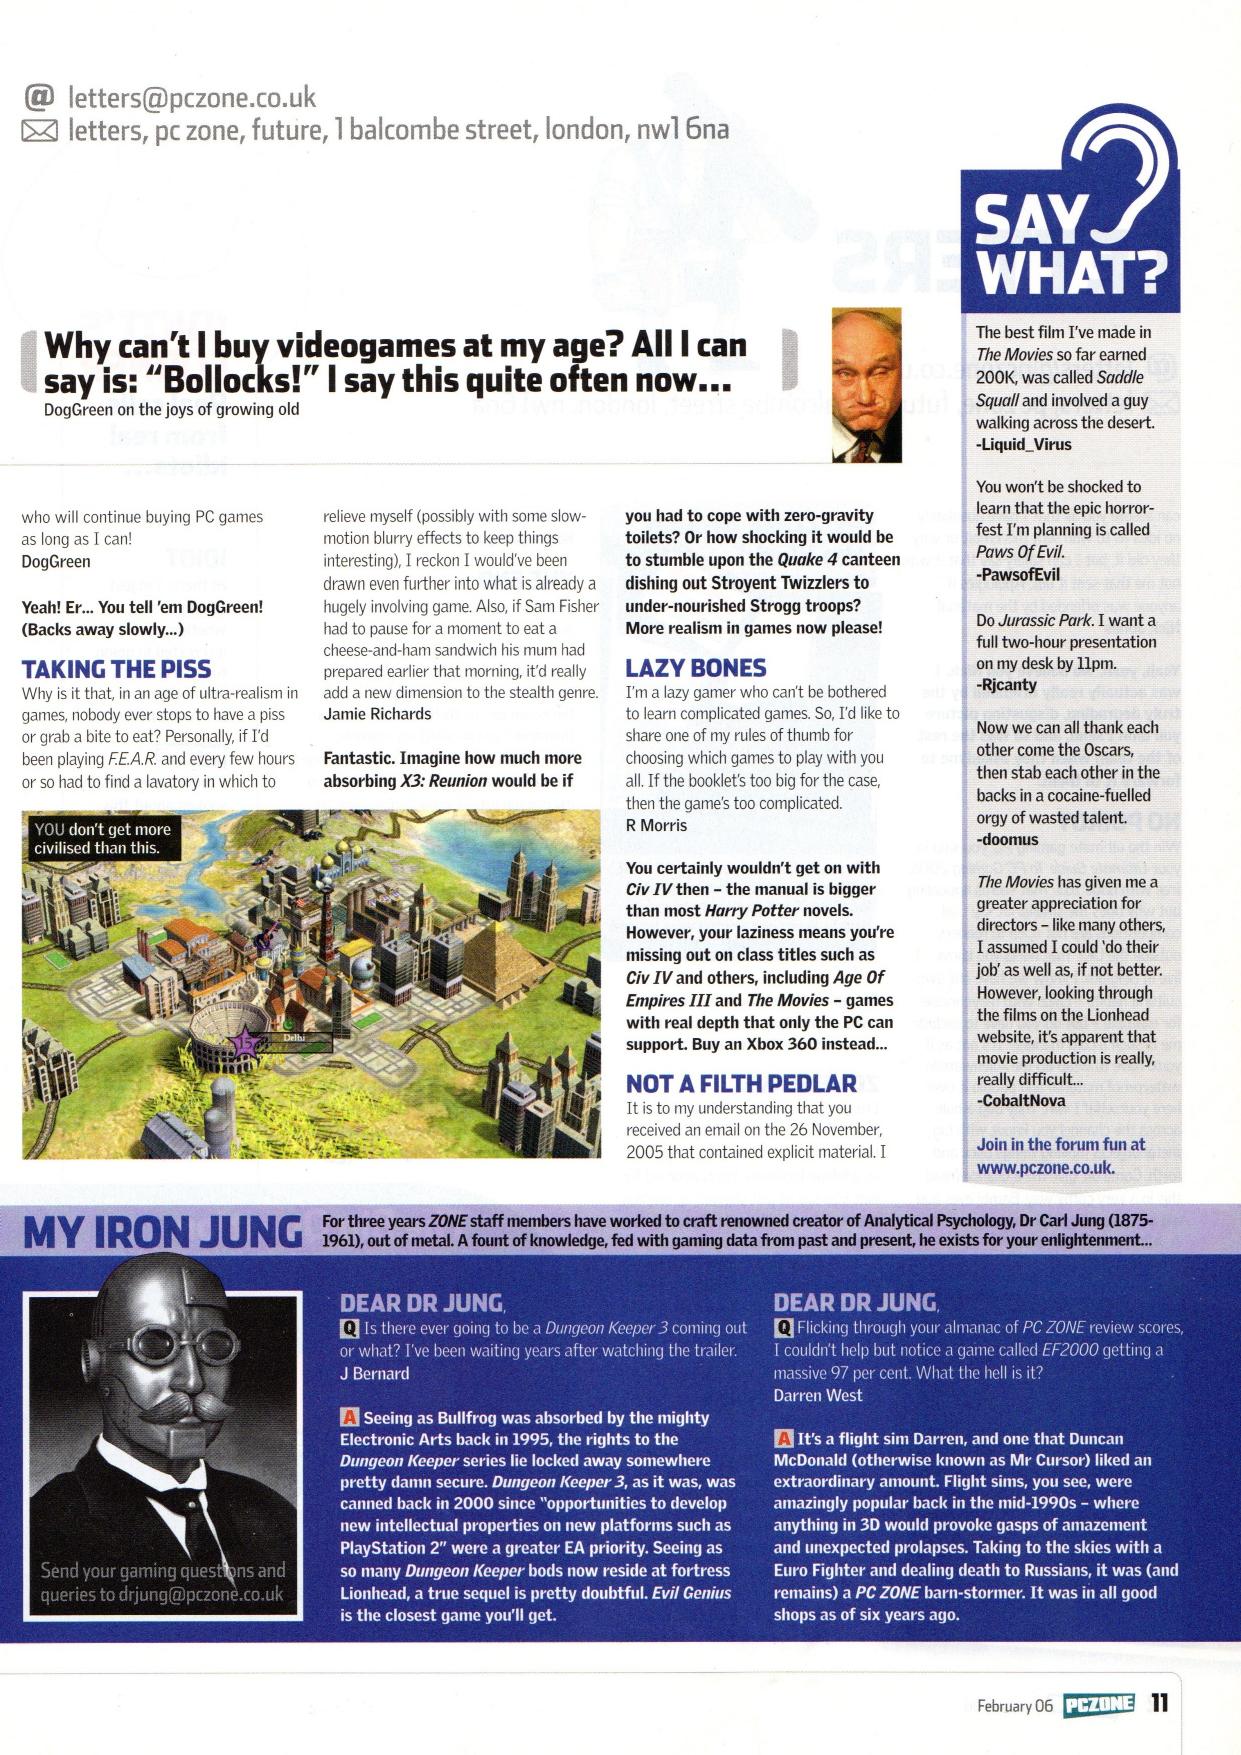 @ letters@pczone.co.uk
letters, pc zone, future, 1 balcombe street, london, nw1 6na
Why can't I buy videogames at my age? All I can
say is: "Bollocks!" I say this quite often now...
DogGreen on the joys of growing old
who will continue buying PC games
as long as I can!
DogGreen
Yeah! Er... You tell 'em DogGreen!
(Backs away slowly...)
TAKING THE PISS
Why is it that, in an age of ultra-realism in
games, nobody ever stops to have a piss
or grab a bite to eat? Personally, if I'd
been playing F.E.A.R. and every few hours
or so had to find a lavatory in which to
relieve myself (possibly with some slow-
motion blurry effects to keep things
interesting), I reckon I would've been
drawn even further into what is already a
hugely involving game. Also, if Sam Fisher
had to pause for a moment to eat a
cheese-and-ham sandwich his mum had
prepared earlier that morning, it'd really
add a new dimension to the stealth genre.
Jamie Richards
Fantastic. Imagine how much more
absorbing X3: Reunion would be if
you had to cope with zero-gravity
toilets? Or how shocking it would be
to stumble upon the Quake 4 canteen
dishing out Stroyent Twizzlers to
under-nourished Strogg troops?
More realism in games now please!
LAZY BONES
I'm a lazy gamer who can't be bothered
to learn complicated games. So, I'd like to
share one of my rules of thumb for
choosing which games to play with you
all. If the booklet's too big for the case,
then the game's too complicated.
R Morris
You certainly wouldn't get on with
Civ IV then – the manual is bigger
than most Harry Potter novels.
However, your laziness means you're
missing out on class titles such as
Civ IV and others, including Age Of
Empires III and The Movies – games
with real depth that only the PC can
support. Buy an Xbox 360 instead...
NOT A FILTH PEDLAR
It is to my understanding that you
received an email on the 26 November,
2005 that contained explicit material. I
YOU don't get more
civilised than this.
15
Delhi
SAY
WHAT?
The best film I've made in
The Movies so far earned
200K, was called Saddle
Squall and involved a guy
walking across the desert.
-Liquid_Virus
You won't be shocked to
learn that the epic horror-
fest I'm planning is called
Paws Of Evil.
-PawsofEvil
Do Jurassic Park. I want a
full two-hour presentation
on my desk by 11pm.
-Rjcanty
Now we can all thank each
other come the Oscars,
then stab each other in the
backs in a cocaine-fuelled
orgy of wasted talent.
-doomus
The Movies has given me a
greater appreciation for
directors – like many others,
I assumed I could 'do their
job' as well as, if not better.
However, looking through
the films on the Lionhead
website, it's apparent that
movie production is really,
really difficult...
-CobaltNova
Join in the forum fun at
www.pczone.co.uk.
MY IRON JUNG
For three years ZONE staff members have worked to craft renowned creator of Analytical Psychology, Dr Carl Jung (1875-
1961), out of metal. A fount of knowledge, fed with gaming data from past and present, he exists for your enlightenment...
Send your gaming questions and
queries to drjung@pczone.co.uk
DEAR DR JUNG,
Q Is there ever going to be a Dungeon Keeper 3 coming out
or what? I've been waiting years after watching the trailer.
J Bernard
A Seeing as Bullfrog was absorbed by the mighty
Electronic Arts back in 1995, the rights to the
Dungeon Keeper series lie locked away somewhere
pretty damn secure. Dungeon Keeper 3, as it was, was
canned back in 2000 since "opportunities to develop
new intellectual properties on new platforms such as
PlayStation 2" were a greater EA priority. Seeing as
so many Dungeon Keeper bods now reside at fortress
Lionhead, a true sequel is pretty doubtful. Evil Genius
is the closest game you'll get.
DEAR DR JUNG,
Q Flicking through your almanac of PC ZONE review scores,
I couldn't help but notice a game called EF2000 getting a
massive 97 per cent. What the hell is it?
Darren West
A It's a flight sim Darren, and one that Duncan
McDonald (otherwise known as Mr Cursor) liked an
extraordinary amount. Flight sims, you see, were
amazingly popular back in the mid-1990s – where
anything in 3D would provoke gasps of amazement
and unexpected prolapses. Taking to the skies with a
Euro Fighter and dealing death to Russians, it was (and
remains) a PC ZONE barn-stormer. It was in all good
shops as of six years ago.
February 06 PCZONE 11